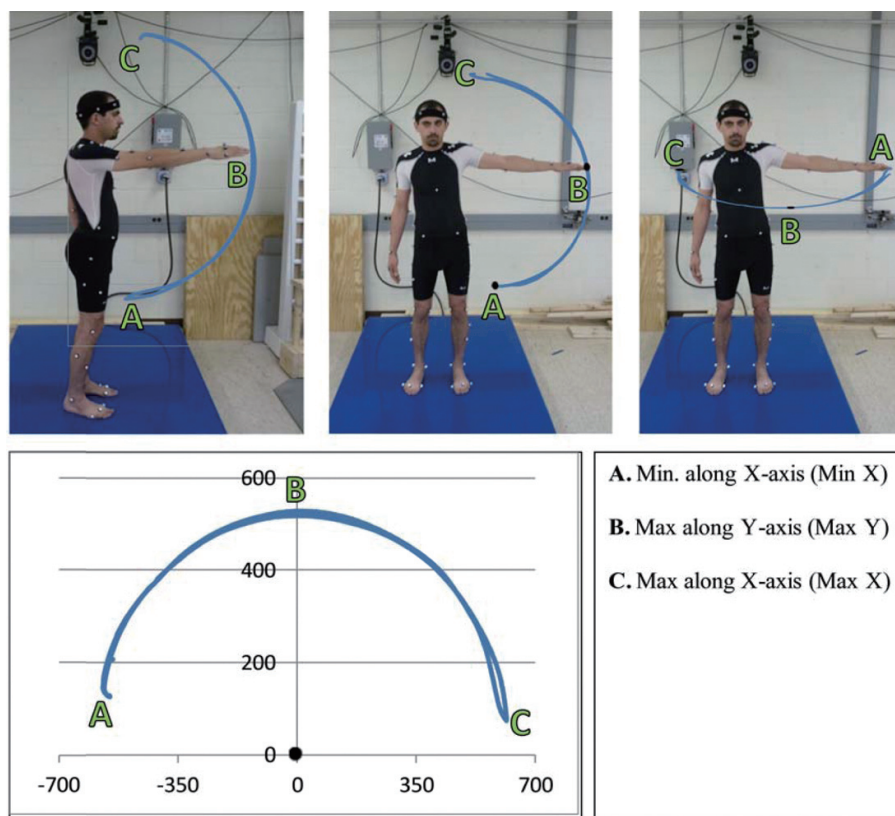 C
B
A
C
B
A
C
A
B
600
B
400
200
A
C
0
-700
-350
0
350
700
A. Min. along X-axis (Min X)
B. Max along Y-axis (Max Y)
C. Max along X-axis (Max X)